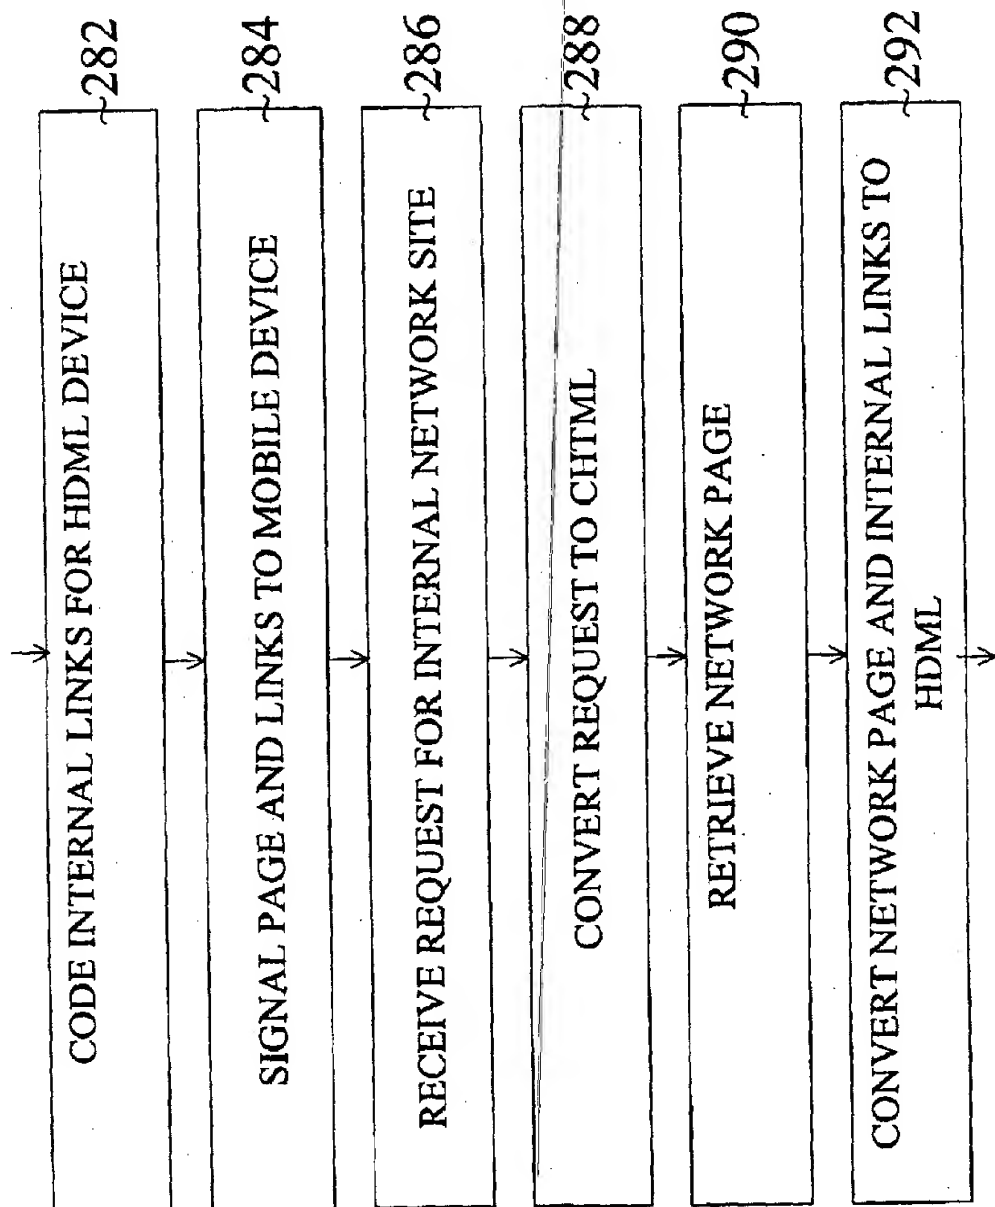 CODE INTERNAL LINKS FOR HDML DEVICE
282
SIGNAL PAGE AND LINKS TO MOBILE DEVICE
284
RECEIVE REQUEST FOR INTERNAL NETWORK SITE
286
CONVERT REQUEST TO CHTML
288
RETRIEVE NETWORK PAGE
290
CONVERT NETWORK PAGE AND INTERNAL LINKS TO
HDML
292